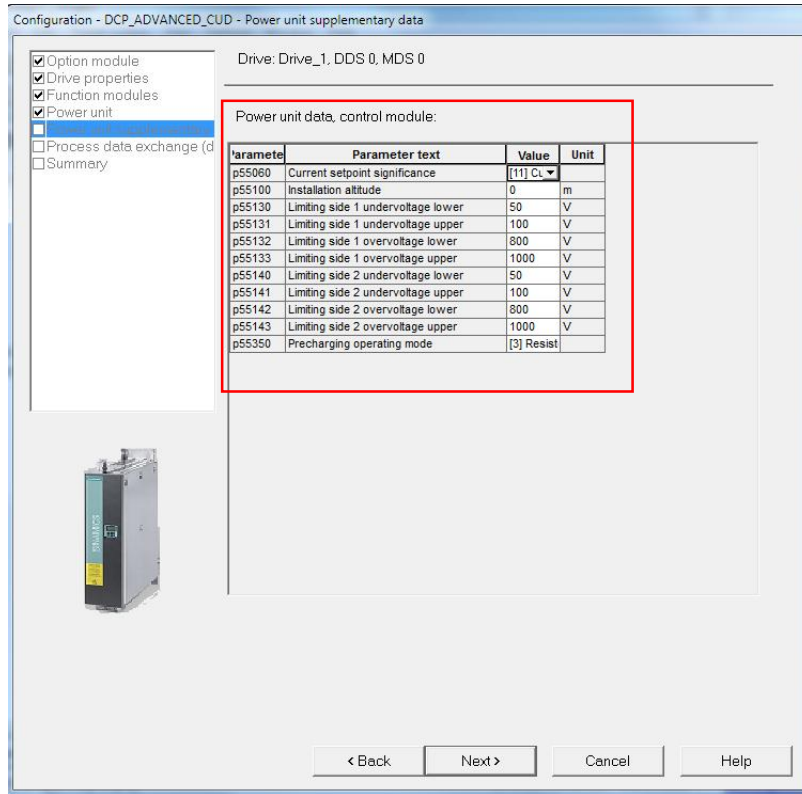 Configuration - DCP_ADVANCED_CUD - Power unit supplementary data
Option module
Drive properties
Function modules
Power unit
Process data exchange (d
Summary
Drive: Drive_1, DDS 0, MDS 0
Power unit data, control module:
Paramete Parameter text Value Unit
p55060 Current setpoint significance [11] Cu
p55100 Installation altitude 0 m
p55130 Limiting side 1 undervoltage lower 50 V
p55131 Limiting side 1 undervoltage upper 100 V
p55132 Limiting side 1 overvoltage lower 800 V
p55133 Limiting side 1 overvoltage upper 1000 V
p55140 Limiting side 2 undervoltage lower 50 V
p55141 Limiting side 2 undervoltage upper 100 V
p55142 Limiting side 2 overvoltage lower 800 V
p55143 Limiting side 2 overvoltage upper 1000 V
p55350 Precharging operating mode [3] Resist
SINAMICS
< Back Next > Cancel Help